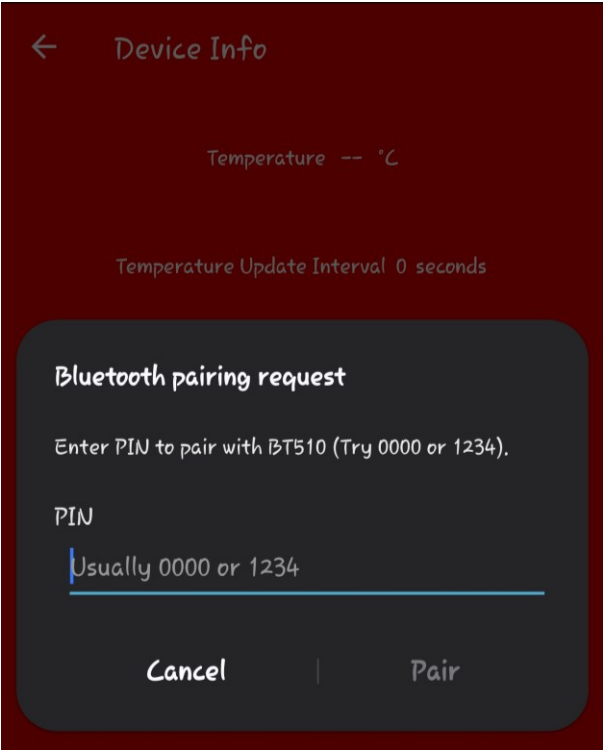 Device Info
Temperature -- °C
Temperature Update Interval 0 seconds
Bluetooth pairing request
Enter PIN to pair with BT510 (Try 0000 or 1234).
PIN
Usually 0000 or 1234
Cancel | Pair